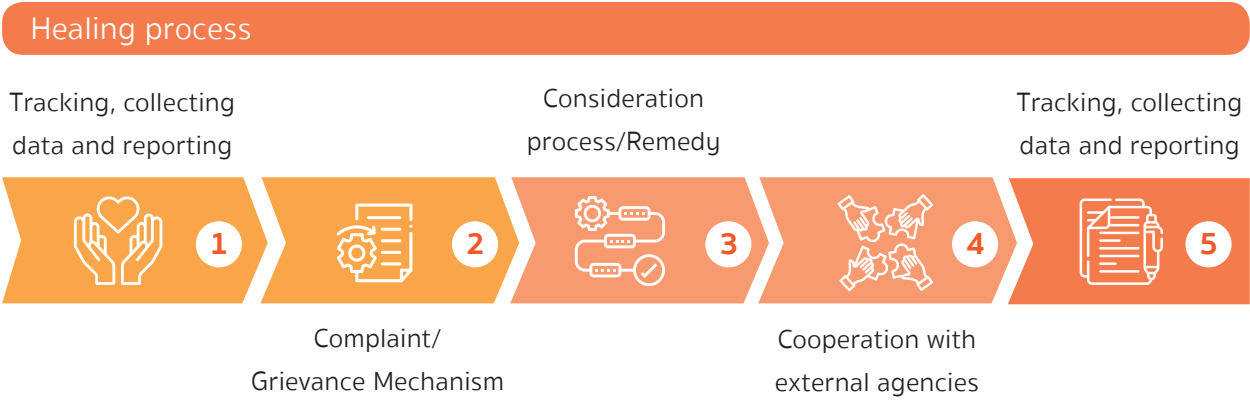 Healing process
Tracking, collecting
data and reporting
1
Complaint/
Grievance Mechanism
2
Consideration
process/Remedy
3
Cooperation with
external agencies
4
Tracking, collecting
data and reporting
5